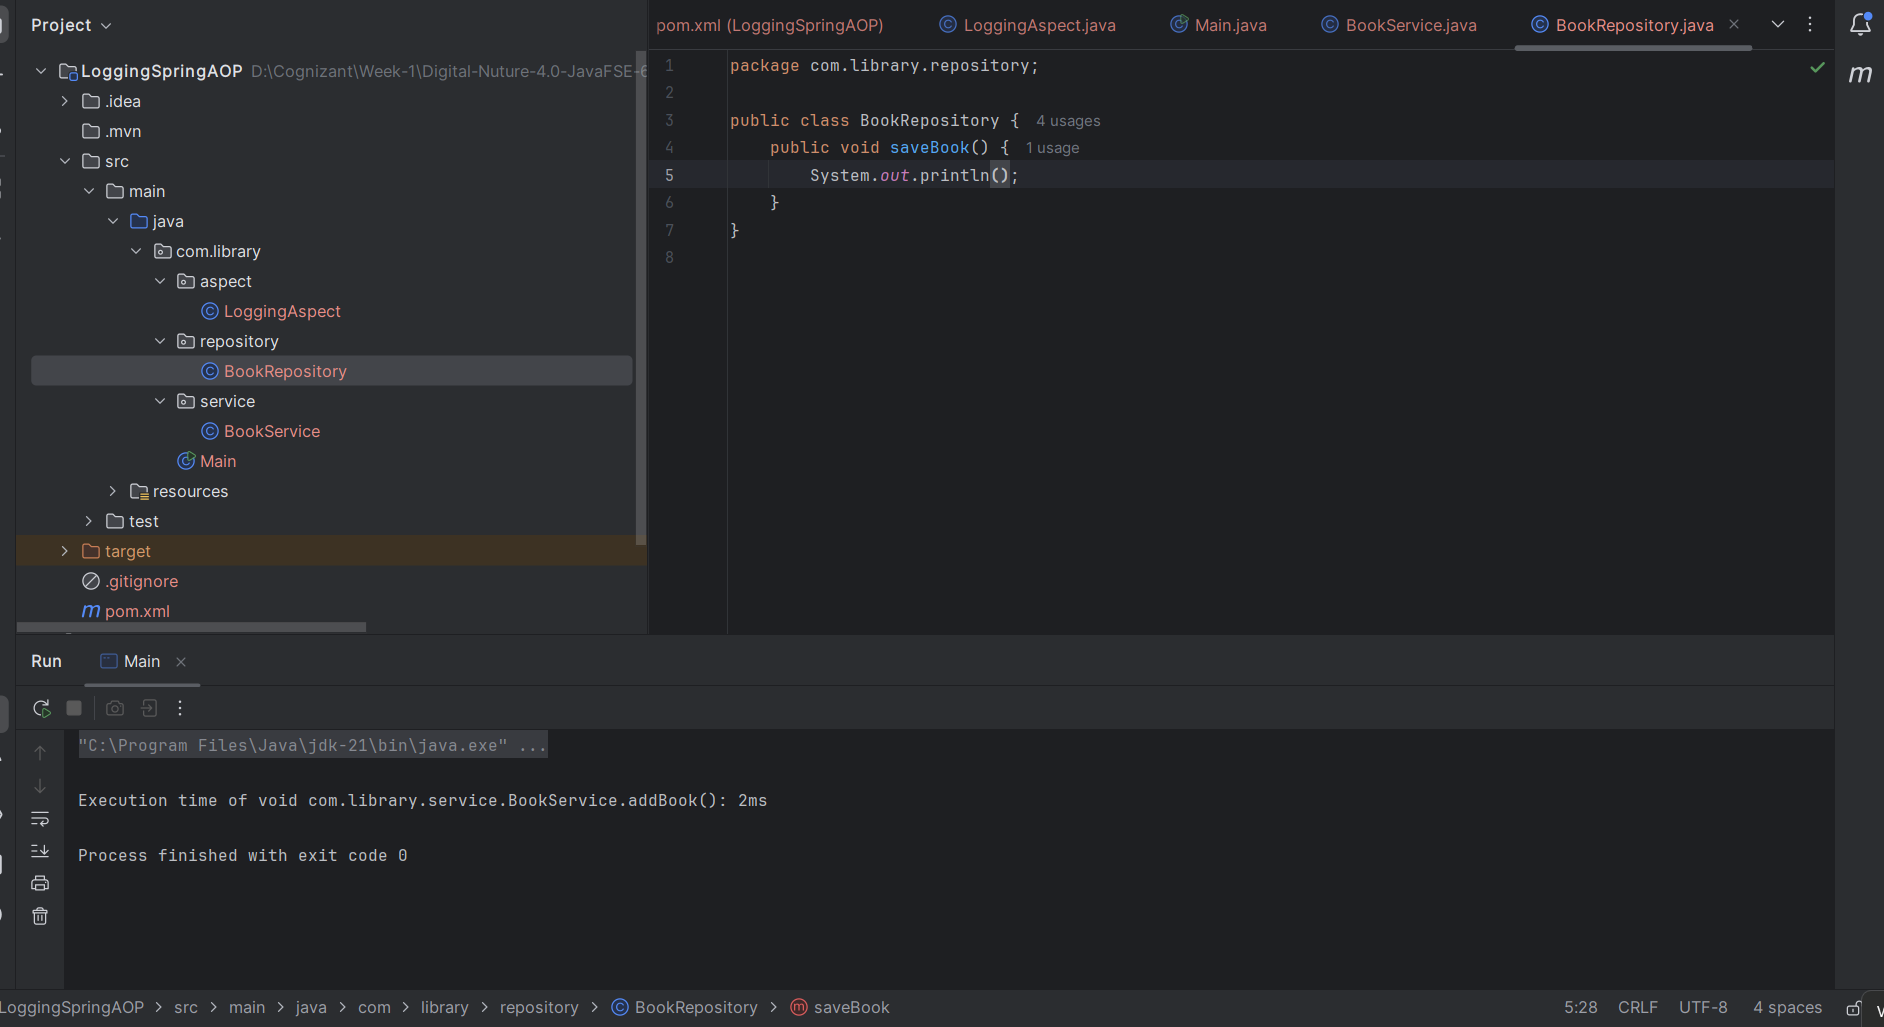 Project
LoggingSpringAOP D:\Cognizant\Week-1\Digital-Nuture-4.0-JavaFSE-
.idea
.mvn
src
main
java
com.library
aspect
LoggingAspect
repository
BookRepository
service
BookService
Main
resources
test
target
.gitignore
m pom.xml
pom.xml (LoggingSpringAOP) LoggingAspect.java Main.java BookService.java BookRepository.java
1 package com.library.repository;
2
3 public class BookRepository { 4 usages
4 public void saveBook() { 1 usage
5 System.out.println();
6 }
7 }
8
m
Run Main
"C:\Program Files\Java\jdk-21\bin\java.exe" ...
Execution time of void com.library.service.BookService.addBook(): 2ms
Process finished with exit code 0
LoggingSpringAOP > src > main > java > com > library > repository > BookRepository > saveBook 5:28 CRLF UTF-8 4 spaces